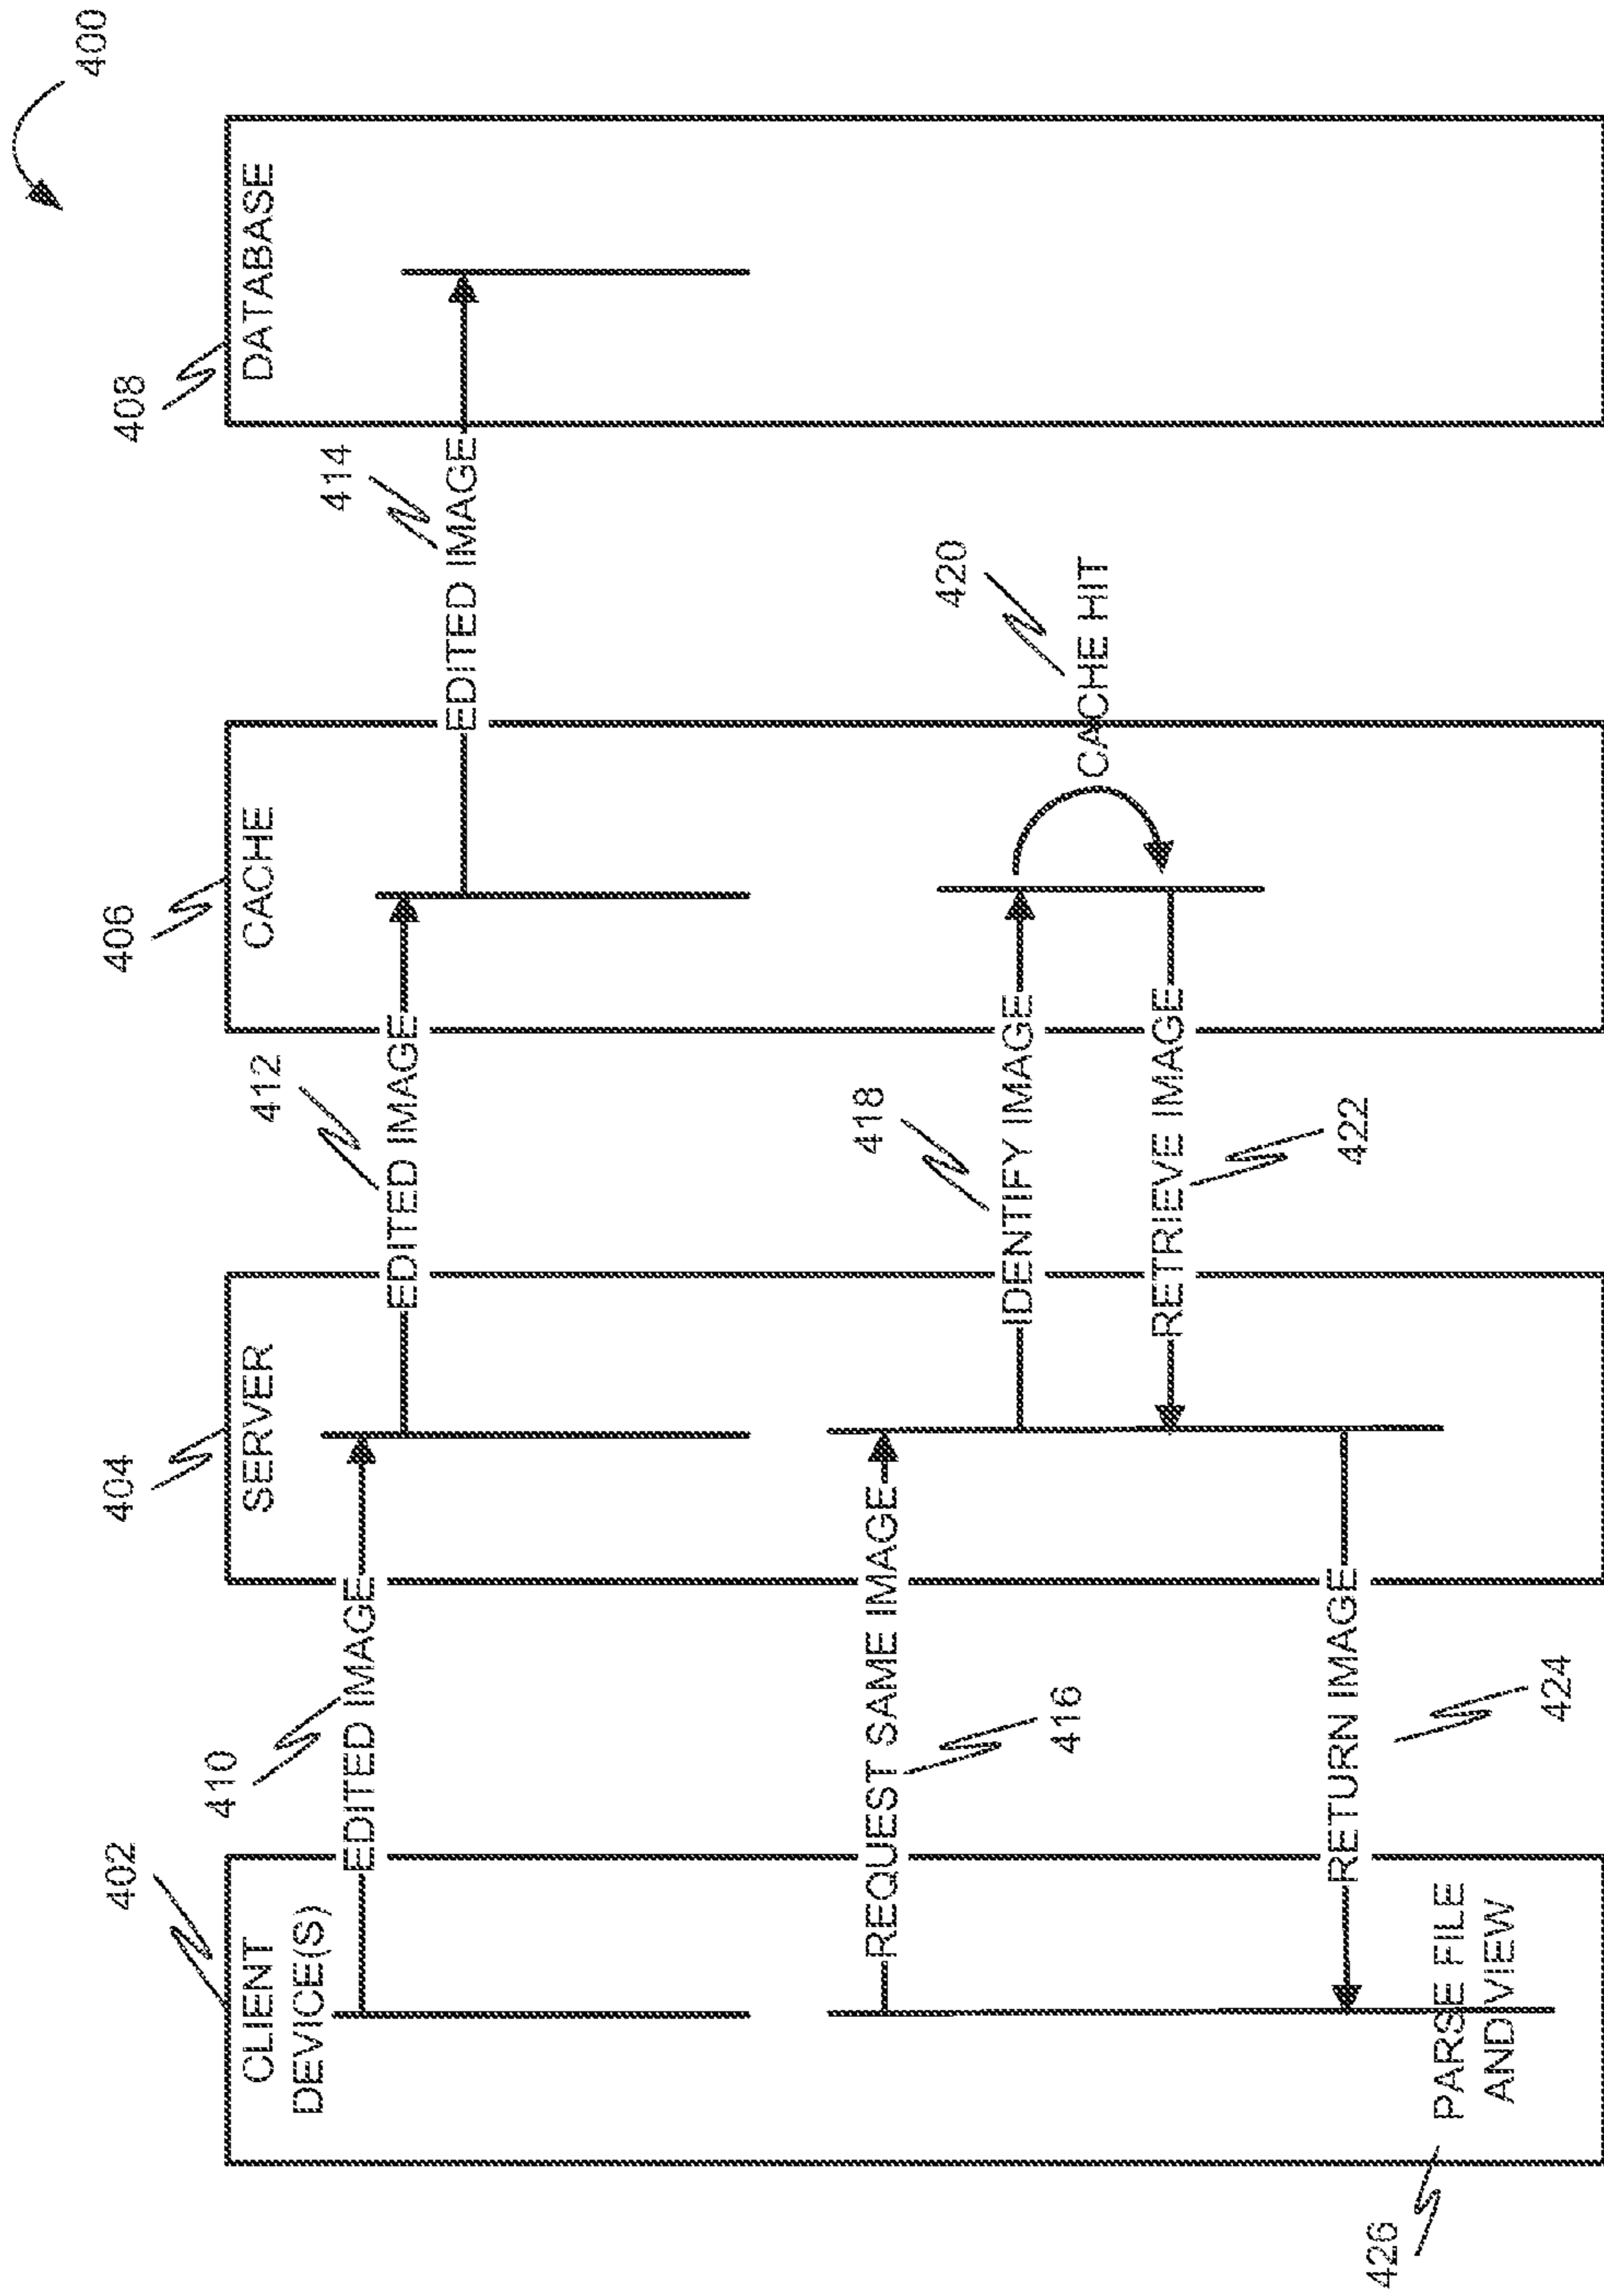 400
402
404
406
408
CLIENT
DEVICE(S)
SERVER
CACHE
DATABASE
410
EDITED IMAGE
412
EDITED IMAGE
414
EDITED IMAGE
REQUEST SAME IMAGE
416
418
IDENTIFY IMAGE
420
CACHE HIT
RETRIEVE IMAGE
422
RETURN IMAGE
424
426
PARSE FILE
ANDVIEW